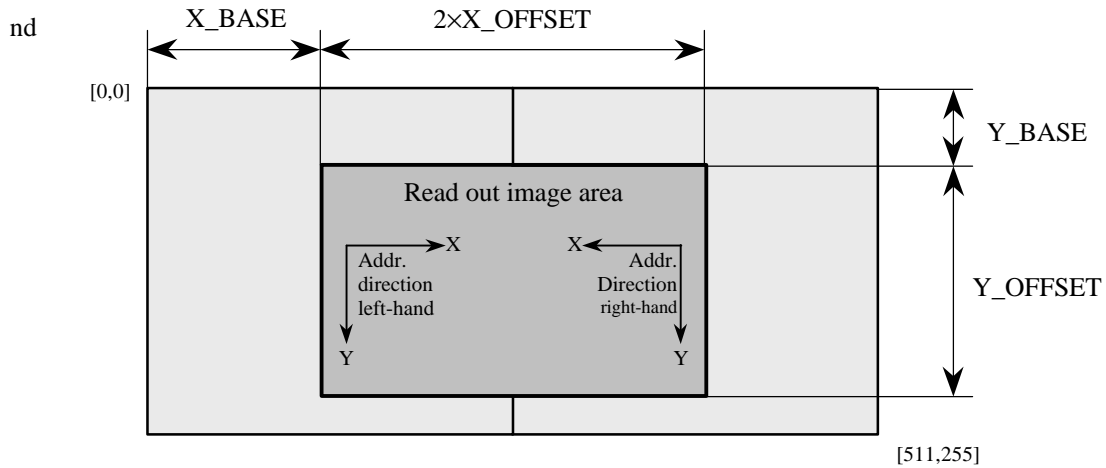 nd
X_BASE
2×X_OFFSET
[0,0]
Y_BASE
Read out image area
X
X
Addr.
direction
left-hand
Addr.
Direction
right-hand
Y_OFFSET
Y
Y
[511,255]